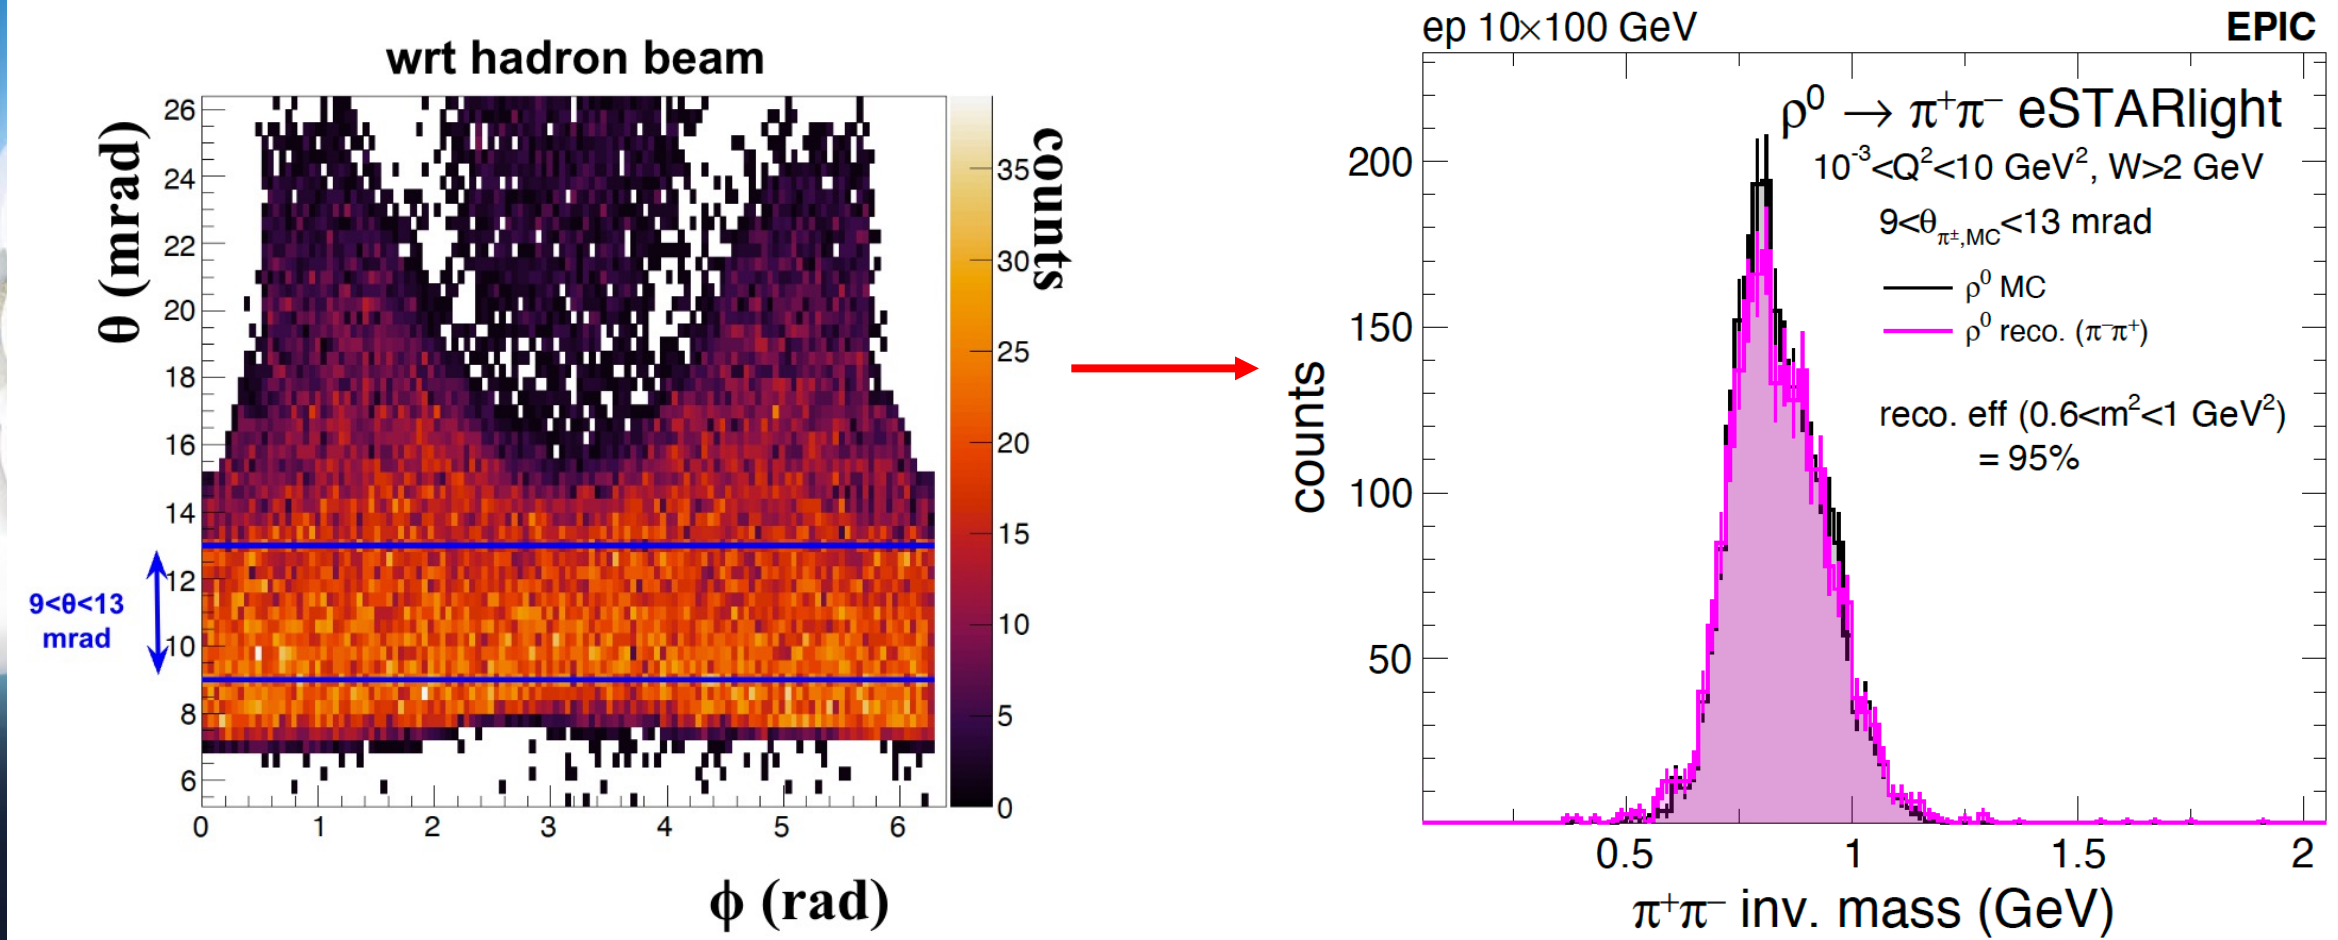 wrt hadron beam
θ (mrad)
26
24
22
20
18
16
14
12
10
8
6
9<θ<13
mrad
0
1
2
3
4
5
6
ϕ (rad)
counts
35
30
25
20
15
10
5
0
ep 10×100 GeV
EPIC
ρ⁰ → π⁺π⁻ eSTARlight
10⁻³<Q²<10 GeV², W>2 GeV
9<θ_π±,MC<13 mrad
ρ⁰ MC
ρ⁰ reco. (π⁻π⁺)
reco. eff (0.6<m²<1 GeV²)
= 95%
counts
200
150
100
50
0.5
1
1.5
2
π⁺π⁻ inv. mass (GeV)